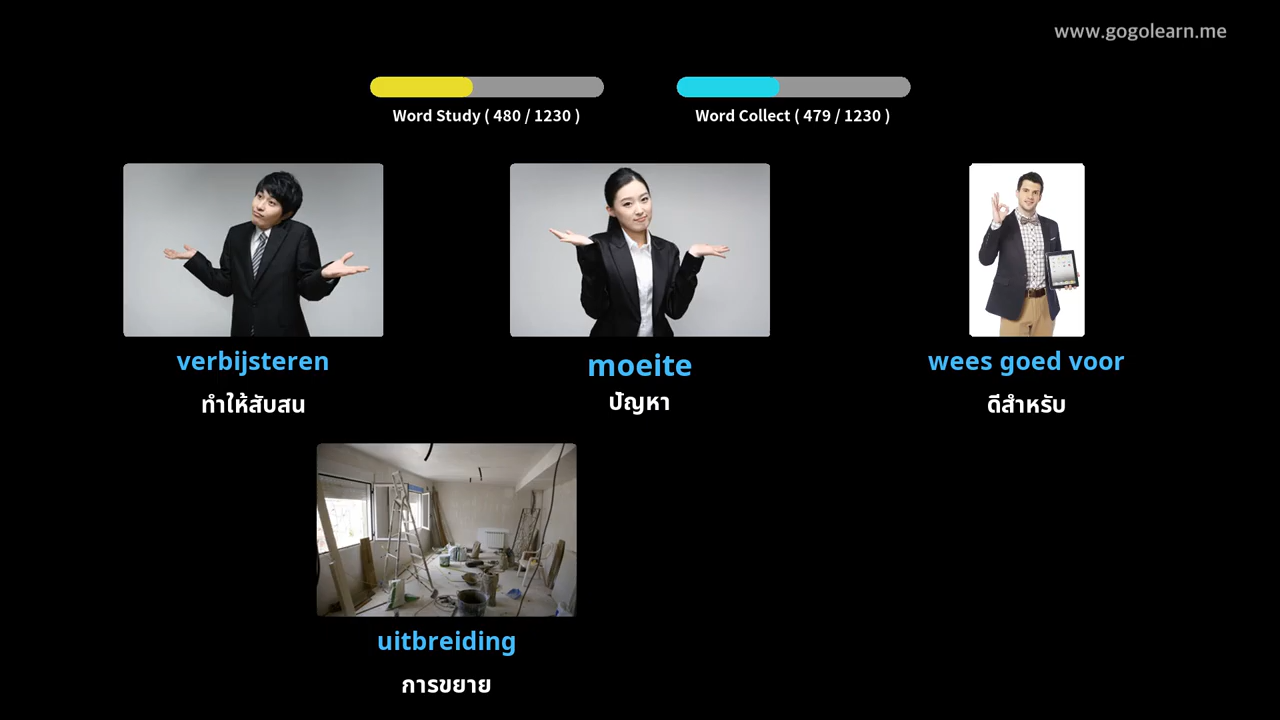 www.gogolearn.me
Word Study ( 480 / 1230 )
Word Collect ( 479 / 1230 )
verbijsteren
moeite
wees goed voor
ทำให้สับสน
ปัญหา
ดีสำหรับ
uitbreiding
การขยาย